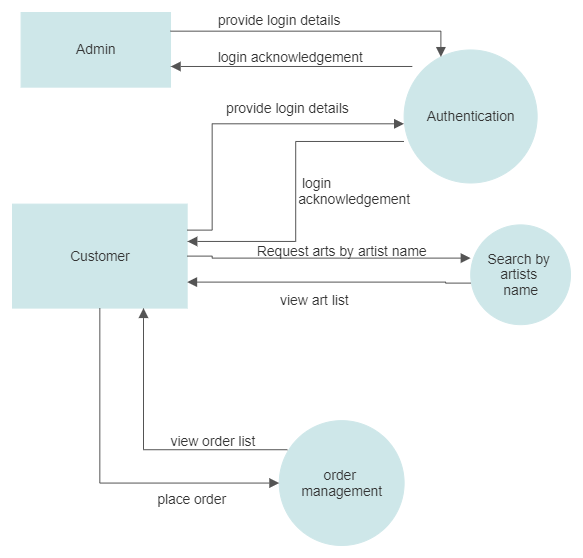 provide login details
Admin
login acknowledgement
provide login details
Authentication
login
acknowledgement
Customer
Request arts by artist name
Search by
artists
name
view art list
view order list
order
management
place order